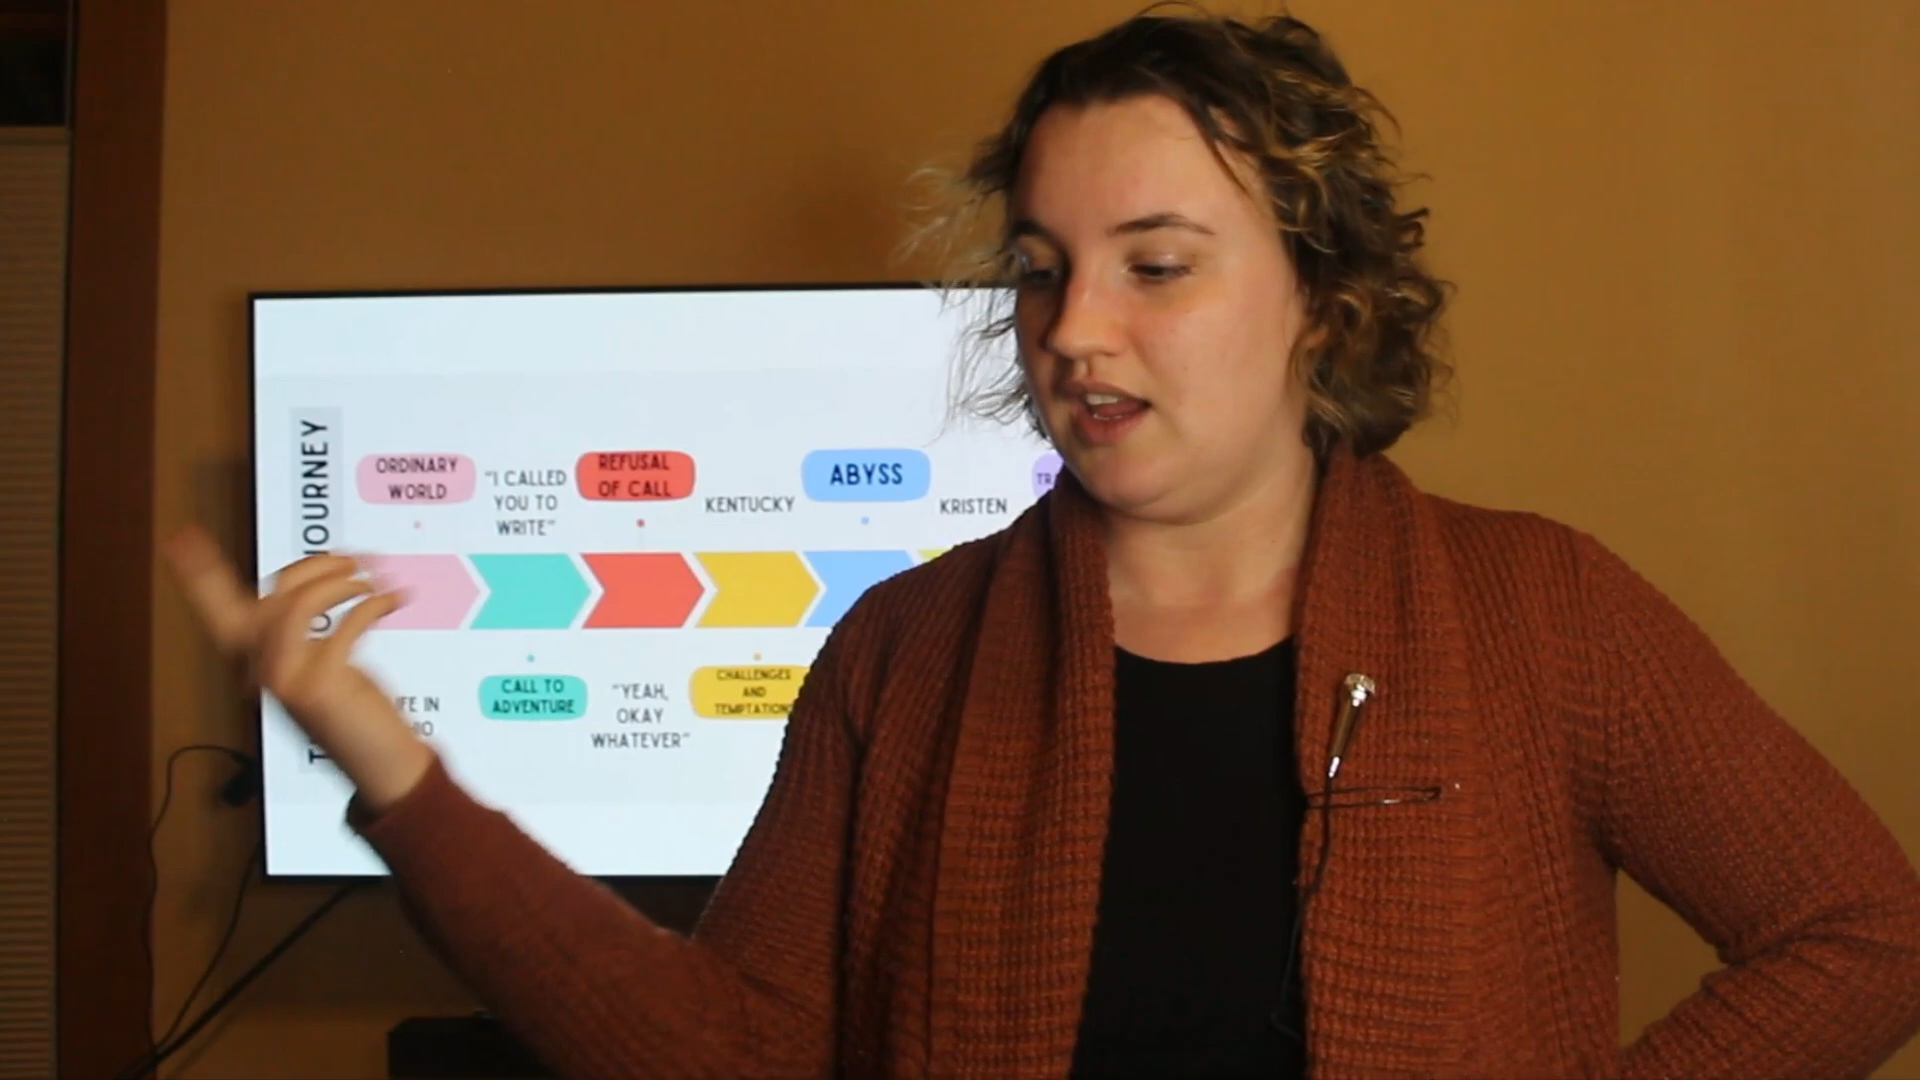 ORDINARY
WORLD
"I CALLED
YOU TO
WRITE"
REFUSAL
OF CALL
KENTUCKY
ABYSS
KRISTEN
CALL TO
ADVENTURE
"YEAH,
OKAY
WHATEVER"
CHALLENGES
AND
TEMPTATIONS
IN